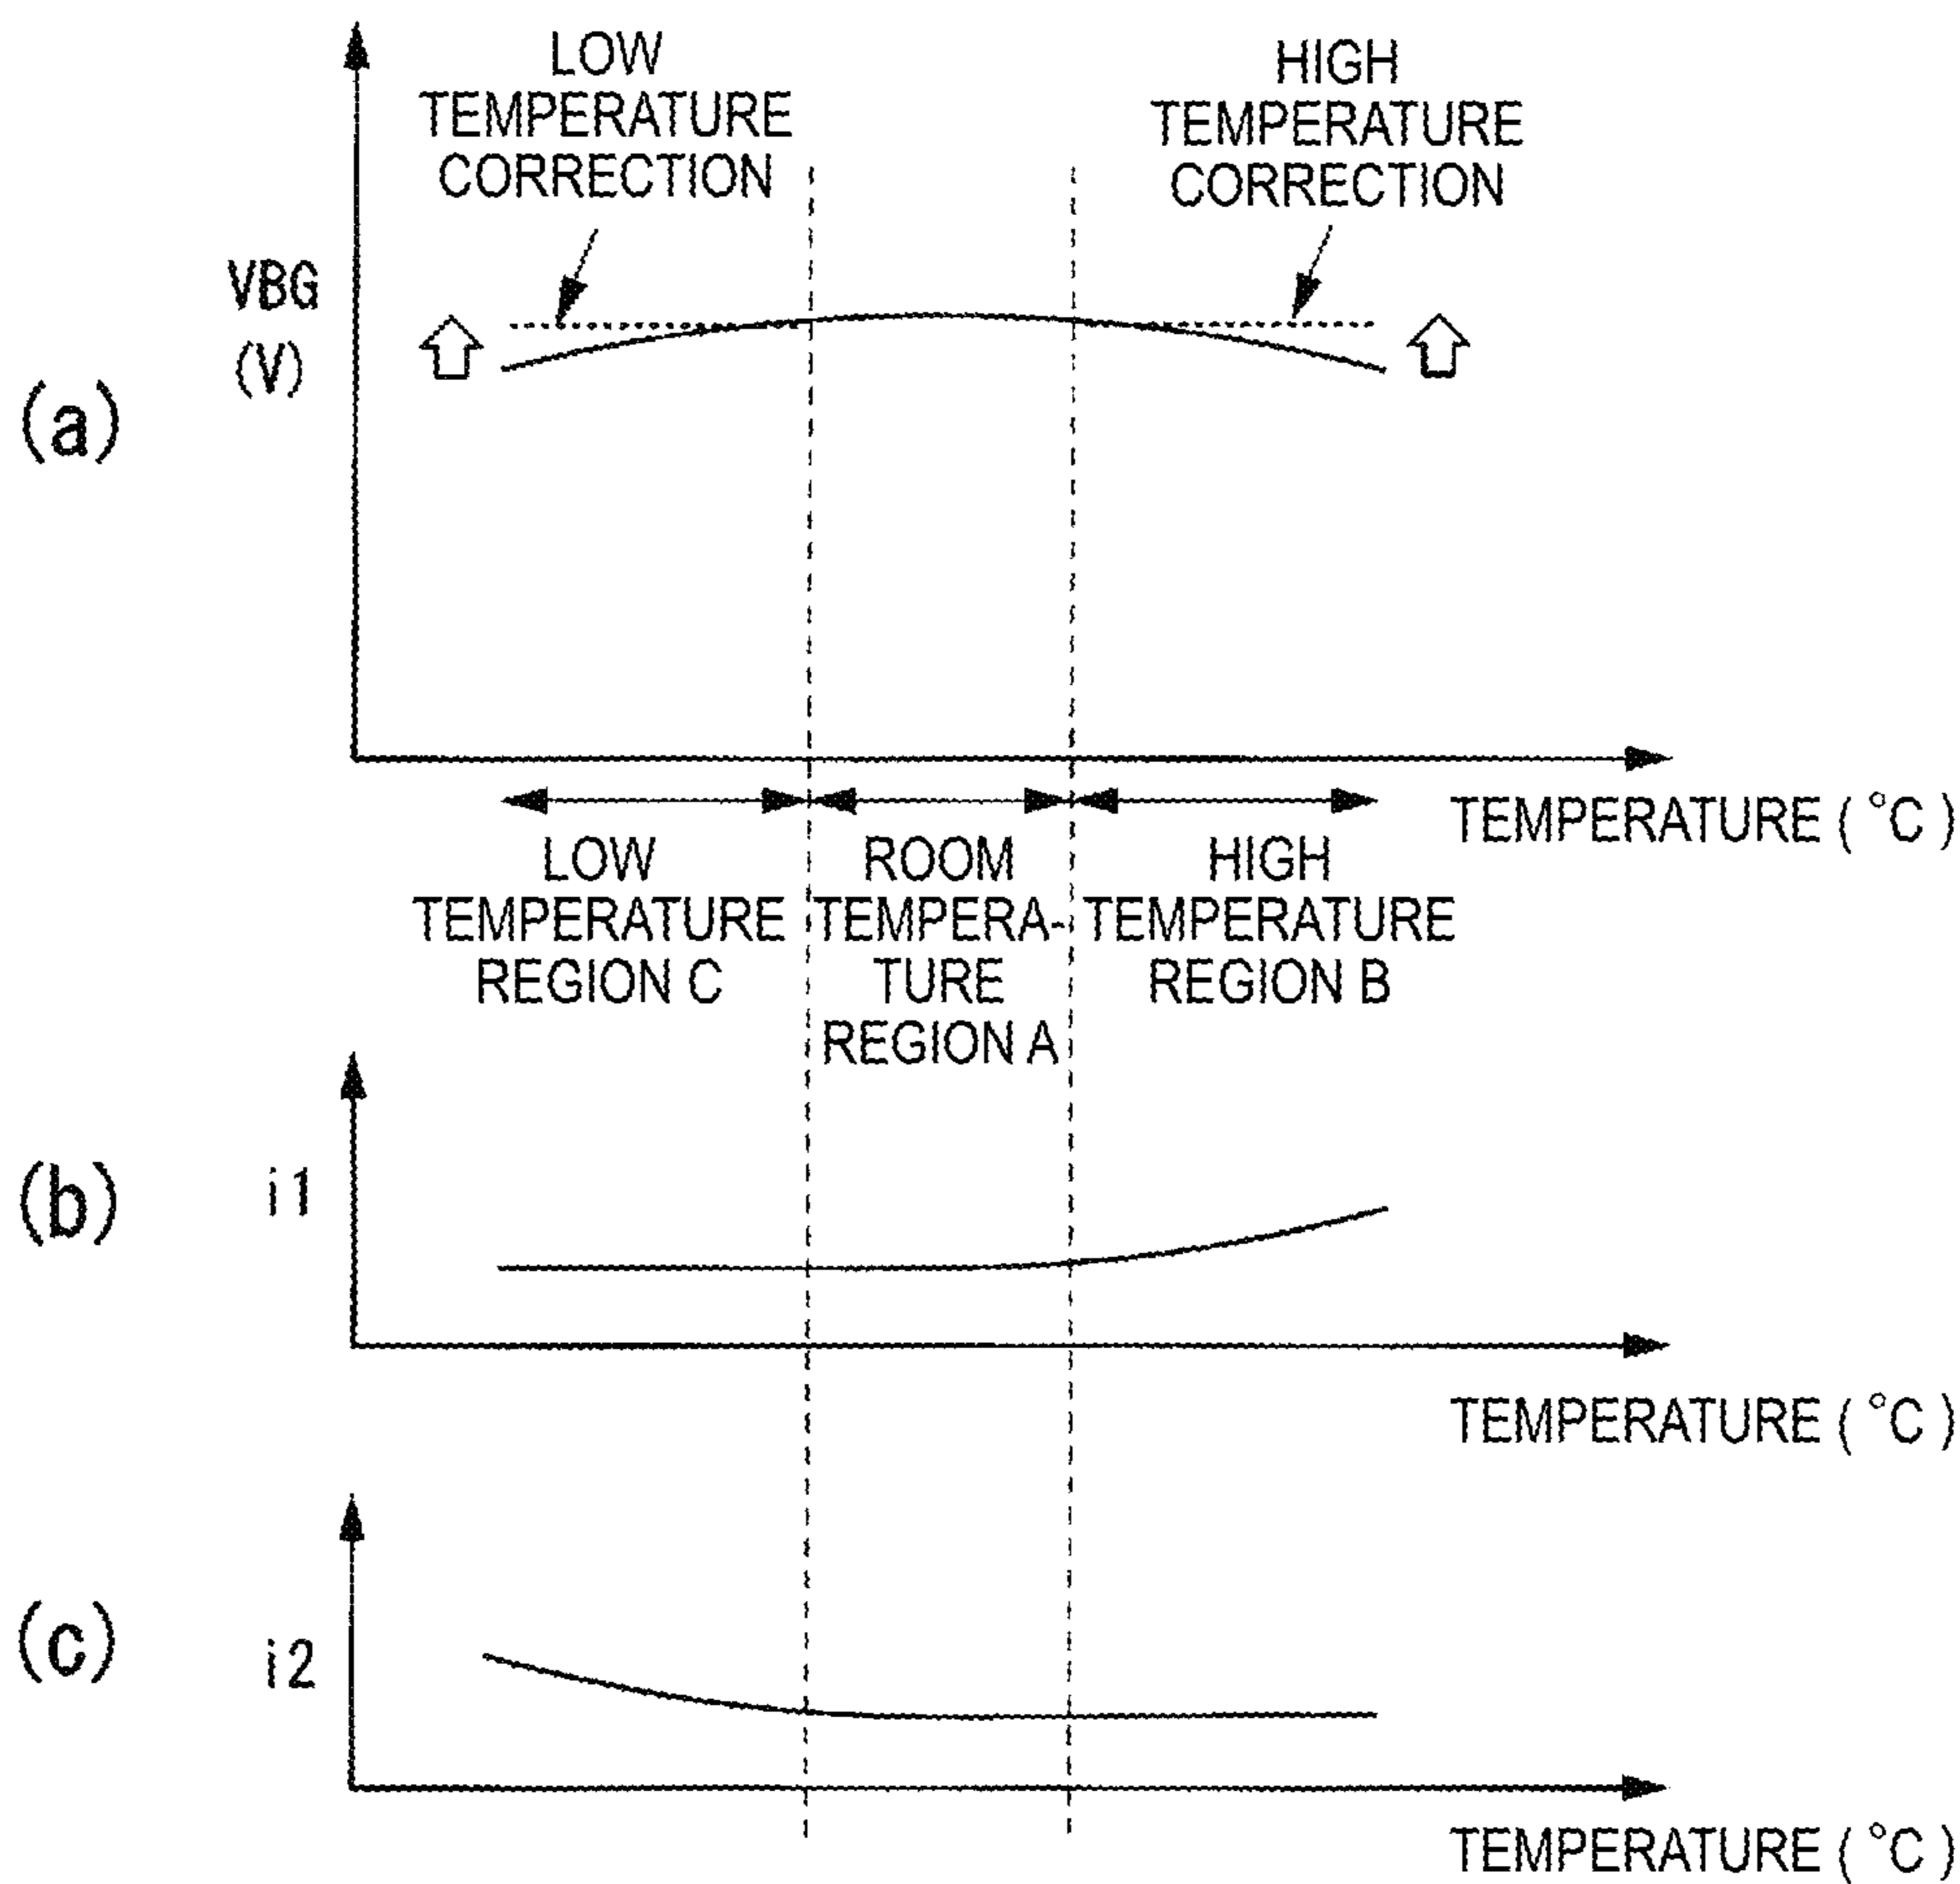 LOW
TEMPERATURE
CORRECTION
HIGH
TEMPERATURE
CORRECTION
VBG
(V)
(a)
TEMPERATURE ( °C )
LOW
TEMPERATURE
REGION C
ROOM
TEMPERA-
TURE
REGION A
HIGH
TEMPERATURE
REGION B
(b)
i1
TEMPERATURE ( °C )
(c)
i2
TEMPERATURE ( °C )